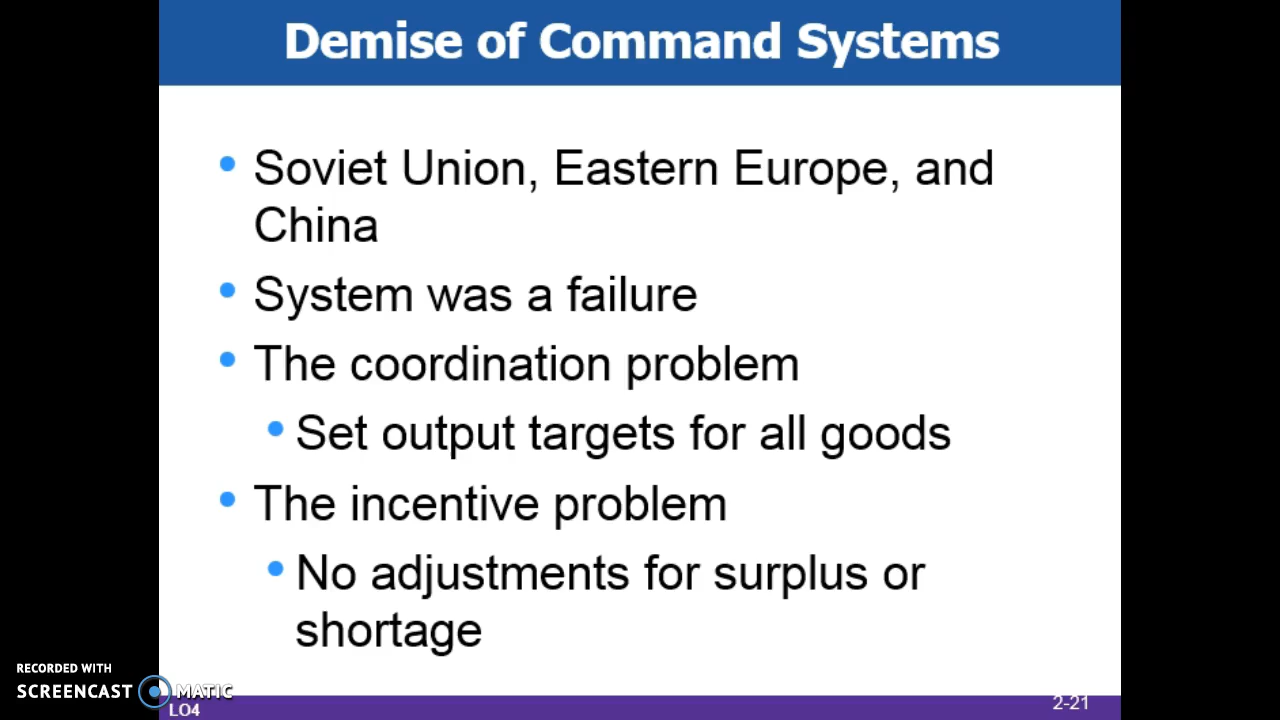 Demise of Command Systems
• Soviet Union, Eastern Europe, and
China
• System was a failure
• The coordination problem
• Set output targets for all goods
• The incentive problem
• No adjustments for surplus or
shortage
RECORDED WITH
SCREENCAST MATIC
LO4
2-21